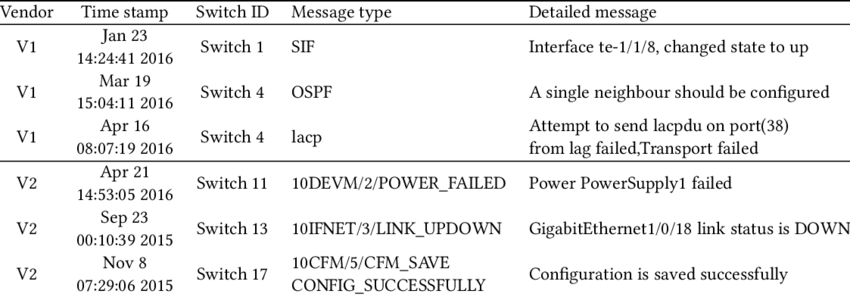 Vendor Time stamp Switch ID Message type Detailed message
V1 Jan 23 14:24:41 2016 Switch 1 SIF Interface te-1/1/8, changed state to up
V1 Mar 19 15:04:11 2016 Switch 4 OSPF A single neighbour should be configured
V1 Apr 16 08:07:19 2016 Switch 4 lacp Attempt to send lacpdu on port(38) from lag failed,Transport failed
V2 Apr 21 14:53:05 2016 Switch 11 10DEVM/2/POWER_FAILED Power PowerSupply1 failed
V2 Sep 23 00:10:39 2015 Switch 13 10IFNET/3/LINK_UPDOWN GigabitEthernet1/0/18 link status is DOWN
V2 Nov 8 07:29:06 2015 Switch 17 10CFM/5/CFM_SAVE CONFIG_SUCCESSFULLY Configuration is saved successfully